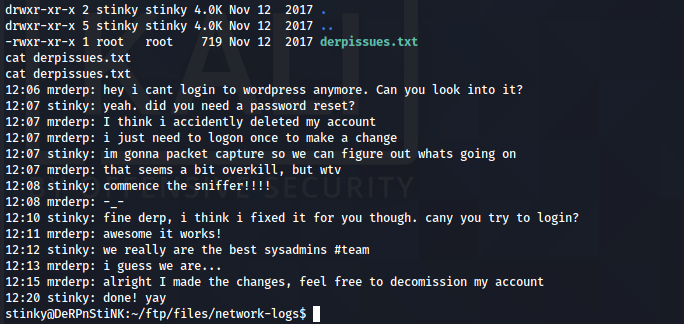 drwxr-xr-x 2 stinky stinky 4.0K Nov 12  2017 .
drwxr-xr-x 5 stinky stinky 4.0K Nov 12  2017 ..
-rwxr-xr-x 1 root   root    719 Nov 12  2017 derpissues.txt
cat derpissues.txt
cat derpissues.txt
12:06 mrderp: hey i cant login to wordpress anymore. Can you look into it?
12:07 stinky: yeah. did you need a password reset?
12:07 mrderp: I think i accidently deleted my account
12:07 mrderp: i just need to logon once to make a change
12:07 stinky: im gonna packet capture so we can figure out whats going on
12:07 mrderp: that seems a bit overkill, but wtv
12:08 stinky: commence the sniffer!!!!
12:08 mrderp: -_-
12:10 stinky: fine derp, i think i fixed it for you though. cany you try to login?
12:11 mrderp: awesome it works!
12:12 stinky: we really are the best sysadmins #team
12:13 mrderp: i guess we are...
12:15 mrderp: alright I made the changes, feel free to decomission my account
12:20 stinky: done! yay
stinky@DeRPnStiNK:~/ftp/files/network-logs$